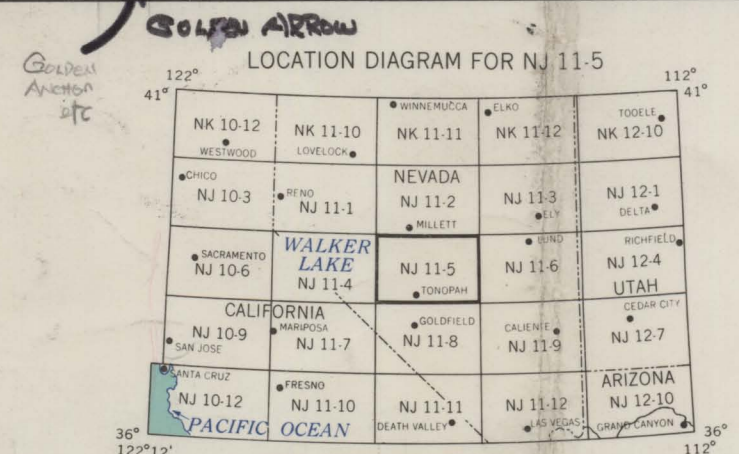 GOLDEN ARROW
GOLDEN
ANCHOR
etc
LOCATION DIAGRAM FOR NJ 11-5
122° 112°
41° 41°
WINNEMUCCA ELKO TOOELE
NK 10-12 NK 11-10 NK 11-11 NK 11-12 NK 12-10
WESTWOOD LOVELOCK
CHICO NEVADA
RENO
NJ 10-3 NJ 11-1 NJ 11-2 NJ 11-3 NJ 12-1
ELY DELTA
MILLETT
WALKER LUND RICHFIELD
SACRAMENTO
LAKE NJ 11-5 NJ 11-6 NJ 12-4
NJ 10-6 NJ 11-4
TONOPAH UTAH
CALIFORNIA CEDAR CITY
GOLDFIELD CALIENTE
NJ 10-9 MARIPOSA NJ 11-8 NJ 12-7
SAN JOSE NJ 11-7 NJ 11-9
SANTA CRUZ ARIZONA
FRESNO
NJ 10-12 NJ 11-10 NJ 11-11 NJ 11-12 NJ 12-10
PACIFIC OCEAN DEATH VALLEY LAS VEGAS GRAND CANYON
36° 36°
122°12' 112°